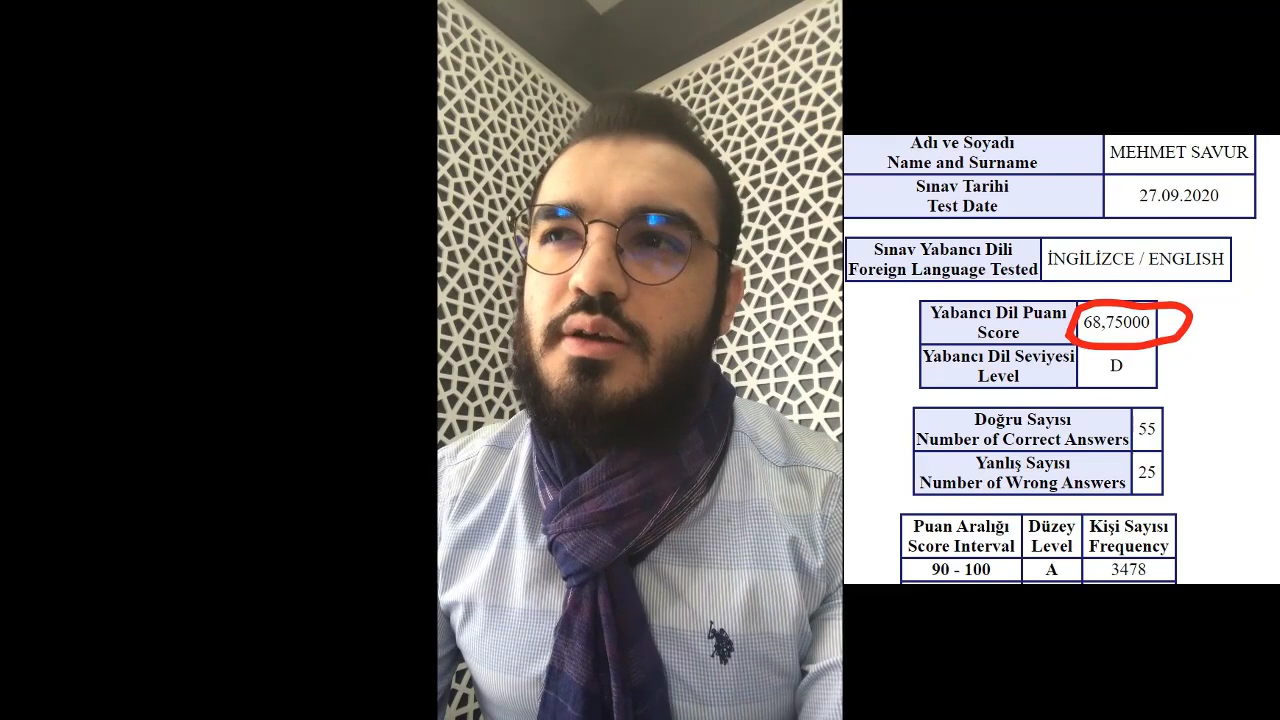 Adı ve Soyadı
Name and Surname
MEHMET SAVUR
Sınav Tarihi
Test Date
27.09.2020
Sınav Yabancı Dili
Foreign Language Tested
İNGİLİZCE / ENGLISH
Yabancı Dil Puanı
Score
68,75000
Yabancı Dil Seviyesi
Level
D
Doğru Sayısı
Number of Correct Answers
55
Yanlış Sayısı
Number of Wrong Answers
25
Puan Aralığı
Score Interval
Düzey
Level
Kişi Sayısı
Frequency
90 - 100
A
3478